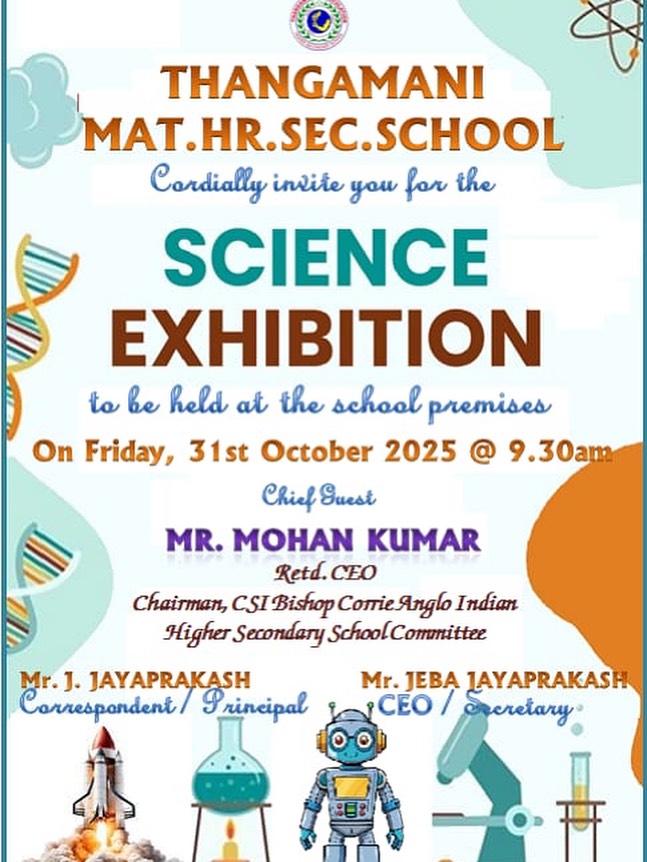 THANGAMANI
MAT.HR.SEC.SCHOOL
Cordially invite you for the
SCIENCE
EXHIBITION
to be held at the school premises
On Friday, 31st October 2025 @ 9.30am
Chief Guest
MR. MOHAN KUMAR
Retd. CEO
Chairman, CSI Bishop Corrie Anglo Indian
Higher Secondary School Committee
Mr. J. JAYAPRAKASH
Correspondent / Principal
Mr. JEBA JAYAPRAKASH
CEO / Secretary